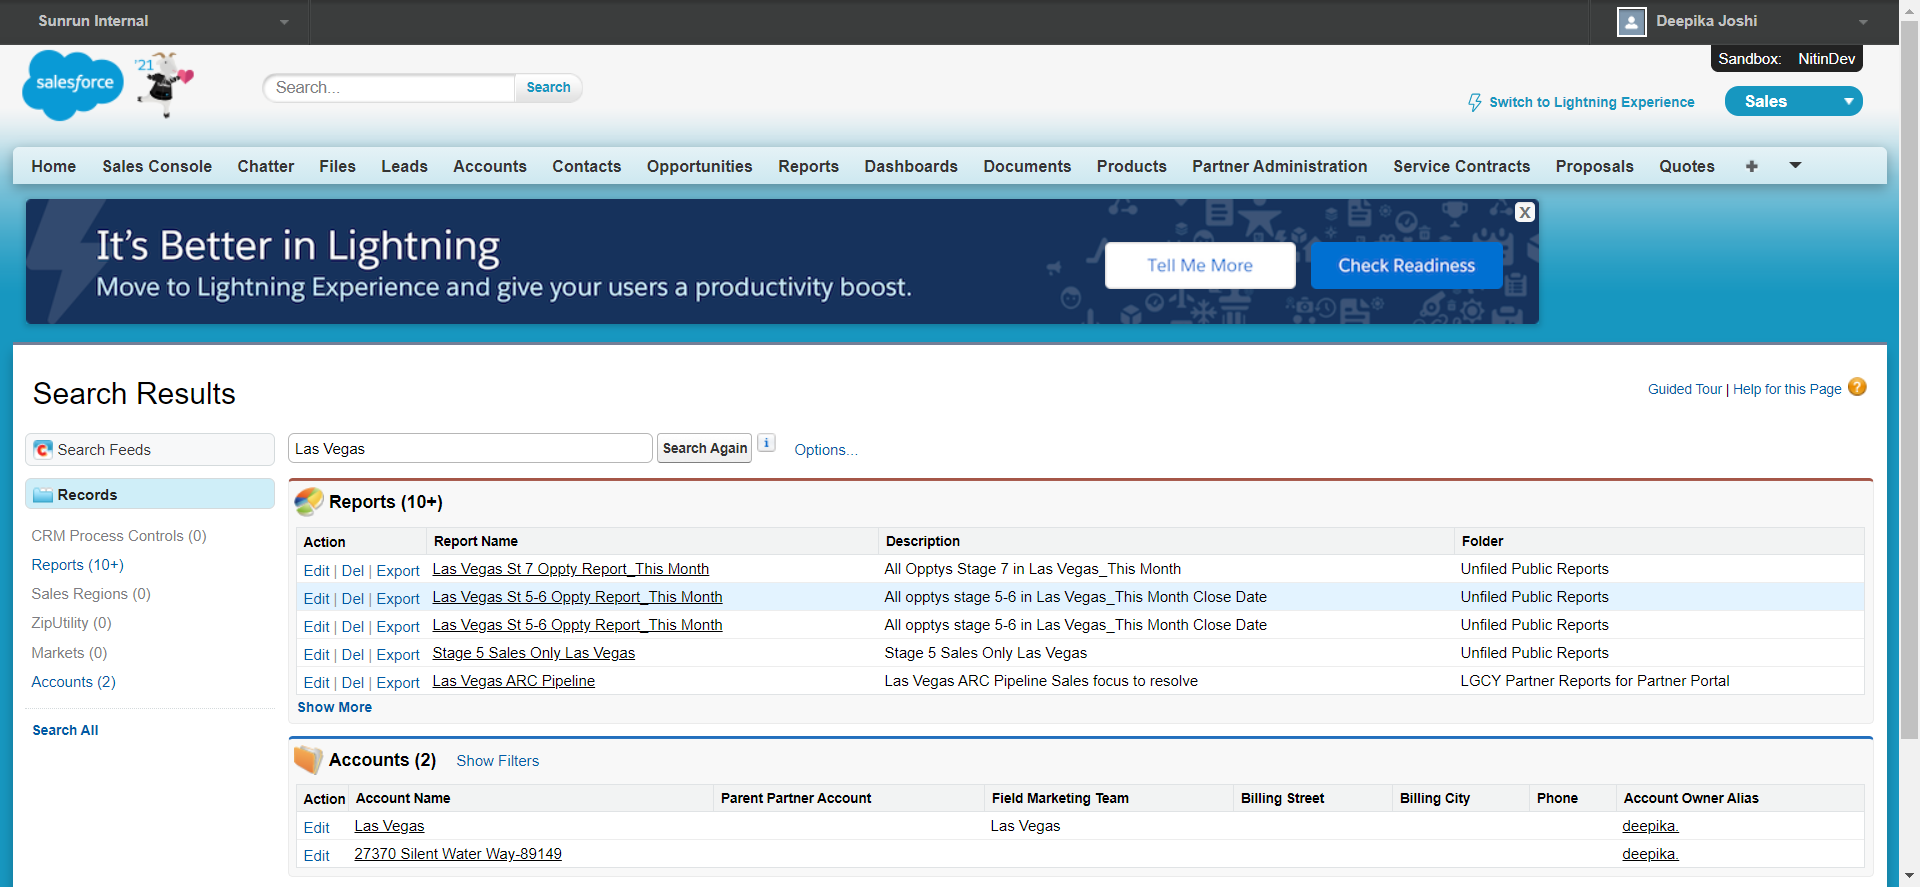 Sunrun Internal
Deepika Joshi
Sandbox: NitinDev
salesforce
'21
Search...
Search
Switch to Lightning Experience
Sales
Home Sales Console Chatter Files Leads Accounts Contacts Opportunities Reports Dashboards Documents Products Partner Administration Service Contracts Proposals Quotes +
It's Better in Lightning
Move to Lightning Experience and give your users a productivity boost.
Tell Me More
Check Readiness
X
Search Results
Guided Tour | Help for this Page ?
Search Feeds
Records
CRM Process Controls (0)
Reports (10+)
Sales Regions (0)
ZipUtility (0)
Markets (0)
Accounts (2)
Search All
Las Vegas
Search Again
i
Options...
Reports (10+)
Action Report Name Description Folder
Edit | Del | Export Las Vegas St 7 Oppty Report_This Month All Opptys Stage 7 in Las Vegas_This Month Unfiled Public Reports
Edit | Del | Export Las Vegas St 5-6 Oppty Report_This Month All opptys stage 5-6 in Las Vegas_This Month Close Date Unfiled Public Reports
Edit | Del | Export Las Vegas St 5-6 Oppty Report_This Month All opptys stage 5-6 in Las Vegas_This Month Close Date Unfiled Public Reports
Edit | Del | Export Stage 5 Sales Only Las Vegas Stage 5 Sales Only Las Vegas Unfiled Public Reports
Edit | Del | Export Las Vegas ARC Pipeline Las Vegas ARC Pipeline Sales focus to resolve LGCY Partner Reports for Partner Portal
Show More
Accounts (2) Show Filters
Action Account Name Parent Partner Account Field Marketing Team Billing Street Billing City Phone Account Owner Alias
Edit Las Vegas Las Vegas deepika.
Edit 27370 Silent Water Way-89149 deepika.